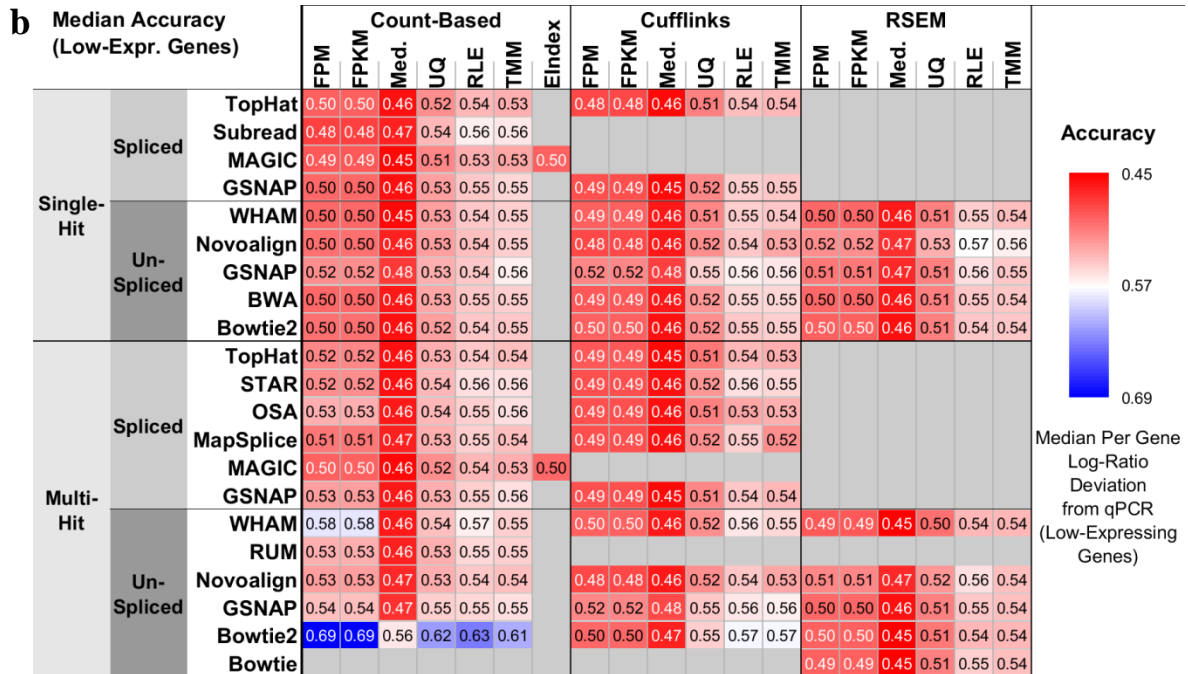 b Median Accuracy
(Low-Expr. Genes)
Count-Based Cufflinks RSEM
FPM FPKM Med. UQ RLE TMM EIndex FPM FPKM Med. UQ RLE TMM FPM FPKM Med. UQ RLE TMM
Single-Hit
Spliced
TopHat 0.50 0.50 0.46 0.52 0.54 0.53 0.48 0.48 0.46 0.51 0.54 0.54
Subread 0.48 0.48 0.47 0.54 0.56 0.56
MAGIC 0.49 0.49 0.45 0.51 0.53 0.53 0.50
GSNAP 0.50 0.50 0.46 0.53 0.55 0.55 0.49 0.49 0.45 0.52 0.55 0.55
Un-Spliced
WHAM 0.50 0.50 0.45 0.53 0.54 0.55 0.49 0.49 0.46 0.51 0.55 0.54 0.50 0.50 0.46 0.51 0.55 0.54
Novoalign 0.50 0.50 0.46 0.53 0.54 0.55 0.48 0.48 0.46 0.52 0.54 0.53 0.52 0.52 0.47 0.53 0.57 0.56
GSNAP 0.52 0.52 0.48 0.53 0.54 0.56 0.52 0.52 0.48 0.55 0.56 0.56 0.51 0.51 0.47 0.51 0.56 0.55
BWA 0.50 0.50 0.46 0.53 0.55 0.55 0.49 0.49 0.46 0.52 0.55 0.55 0.50 0.50 0.46 0.51 0.55 0.54
Bowtie2 0.50 0.50 0.46 0.52 0.54 0.55 0.50 0.50 0.46 0.52 0.55 0.55 0.50 0.50 0.46 0.51 0.54 0.54
Multi-Hit
Spliced
TopHat 0.52 0.52 0.46 0.53 0.54 0.54 0.49 0.49 0.45 0.51 0.54 0.53
STAR 0.52 0.52 0.46 0.54 0.56 0.56 0.49 0.49 0.46 0.52 0.56 0.55
OSA 0.53 0.53 0.46 0.54 0.55 0.56 0.49 0.49 0.46 0.51 0.53 0.53
MapSplice 0.51 0.51 0.47 0.53 0.55 0.54 0.49 0.49 0.46 0.52 0.55 0.52
MAGIC 0.50 0.50 0.46 0.52 0.54 0.53 0.50
GSNAP 0.53 0.53 0.46 0.53 0.55 0.56 0.49 0.49 0.45 0.51 0.54 0.54
Un-Spliced
WHAM 0.58 0.58 0.46 0.54 0.57 0.55 0.50 0.50 0.46 0.52 0.56 0.55 0.49 0.49 0.45 0.50 0.54 0.54
RUM 0.53 0.53 0.46 0.53 0.55 0.55
Novoalign 0.53 0.53 0.47 0.53 0.54 0.54 0.48 0.48 0.46 0.52 0.54 0.53 0.51 0.51 0.47 0.52 0.56 0.54
GSNAP 0.54 0.54 0.47 0.55 0.55 0.55 0.52 0.52 0.48 0.55 0.56 0.56 0.50 0.50 0.46 0.51 0.55 0.54
Bowtie2 0.69 0.69 0.56 0.62 0.63 0.61 0.50 0.50 0.47 0.55 0.57 0.57 0.50 0.50 0.45 0.51 0.54 0.54
Bowtie 0.49 0.49 0.45 0.51 0.55 0.54
Accuracy
0.45
0.57
0.69
Median Per Gene
Log-Ratio
Deviation
from qPCR
(Low-Expressing
Genes)